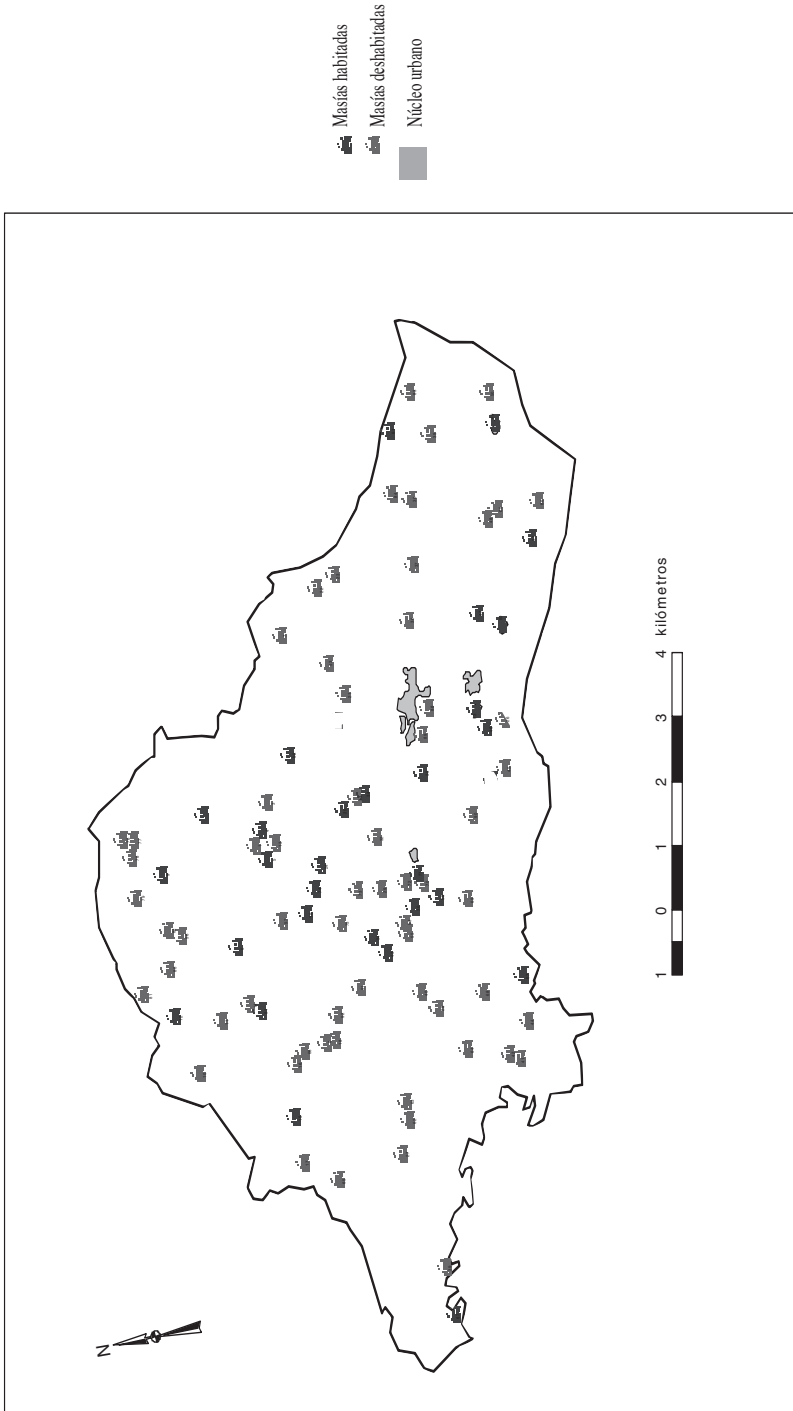 Masías habitadas
Masías deshabitadas
Núcleo urbano
N
1 0 1 2 3 4
kilómetros